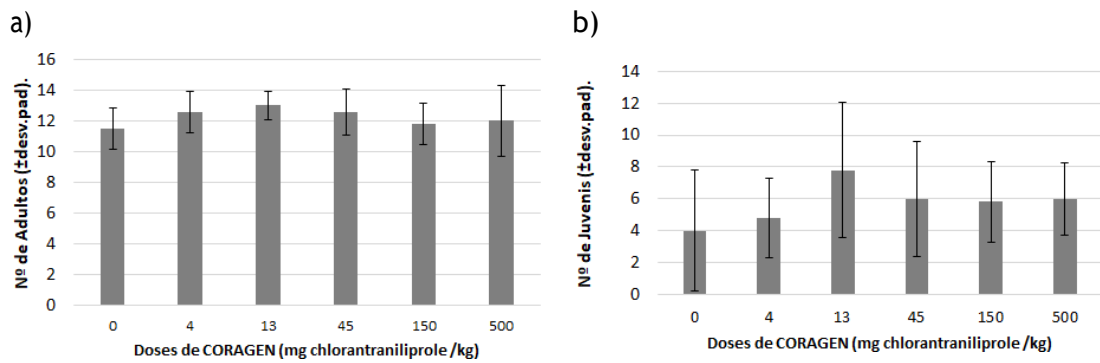 a)
Nº de Adultos (±desv.pad).
16
14
12
10
8
6
4
2
0
0 4 13 45 150 500
Doses de CORAGEN (mg chlorantraniliprole /kg)
b)
Nº de Juvenis (±desv.pad).
14
12
10
8
6
4
2
0
0 4 13 45 150 500
Doses de CORAGEN (mg chlorantraniliprole /kg)